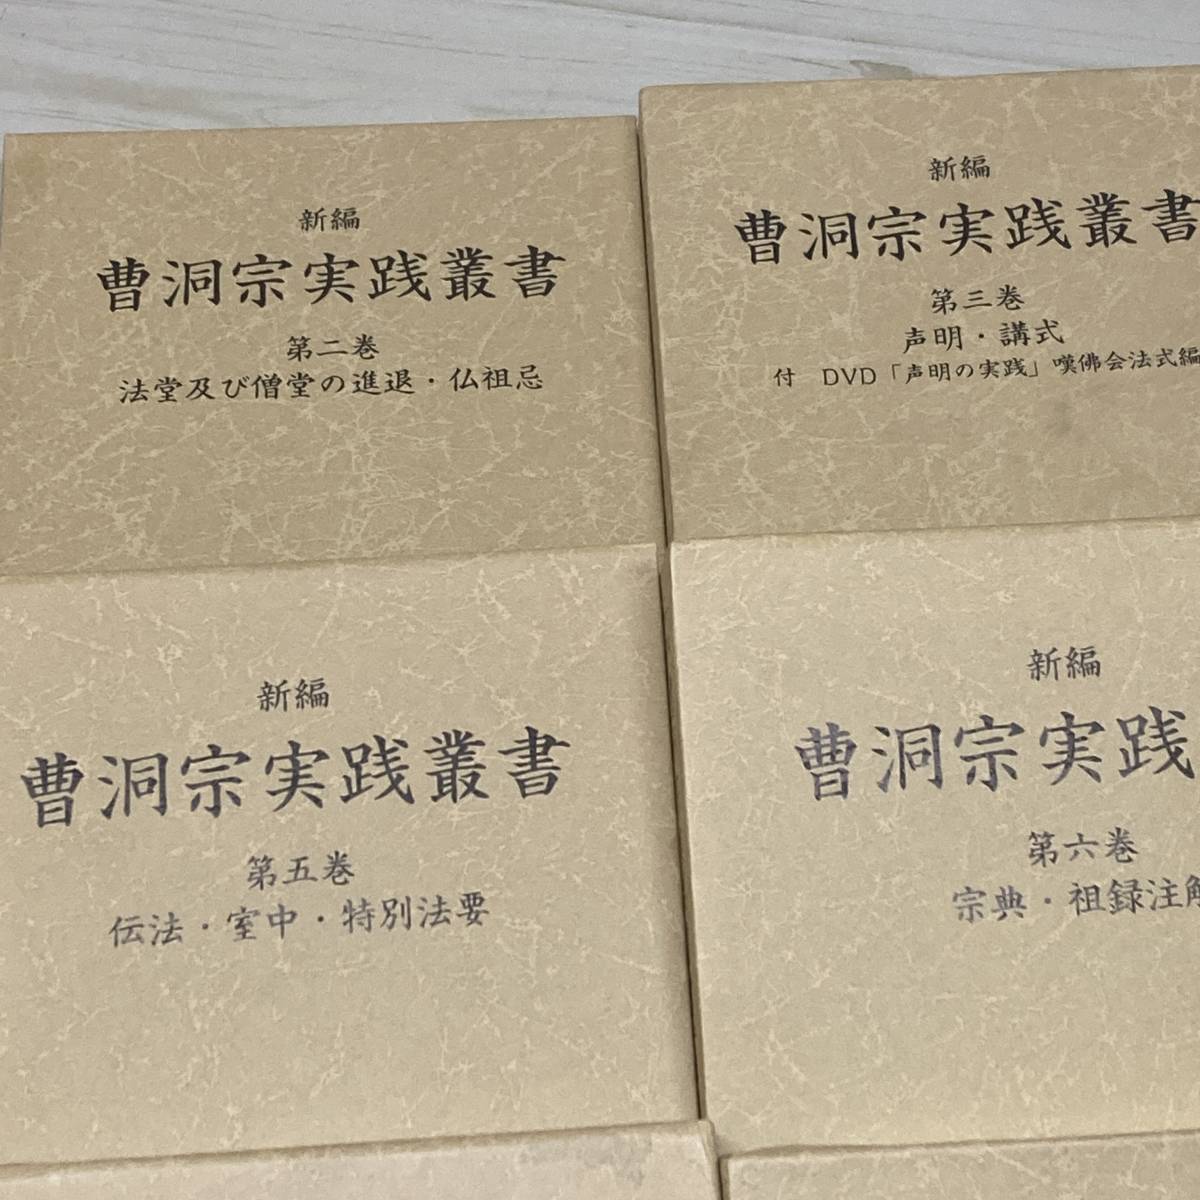 新編
曹洞宗実践叢書
第二巻
法堂及び僧堂の進退・仏祖忌
新編
曹洞宗実践叢書
第三巻
声明・講式
付 DVD「声明の実践」嘆佛会法式編
新編
曹洞宗実践叢書
第五巻
伝法・室中・特別法要
新編
曹洞宗実践
第六巻
宗典・祖録注解